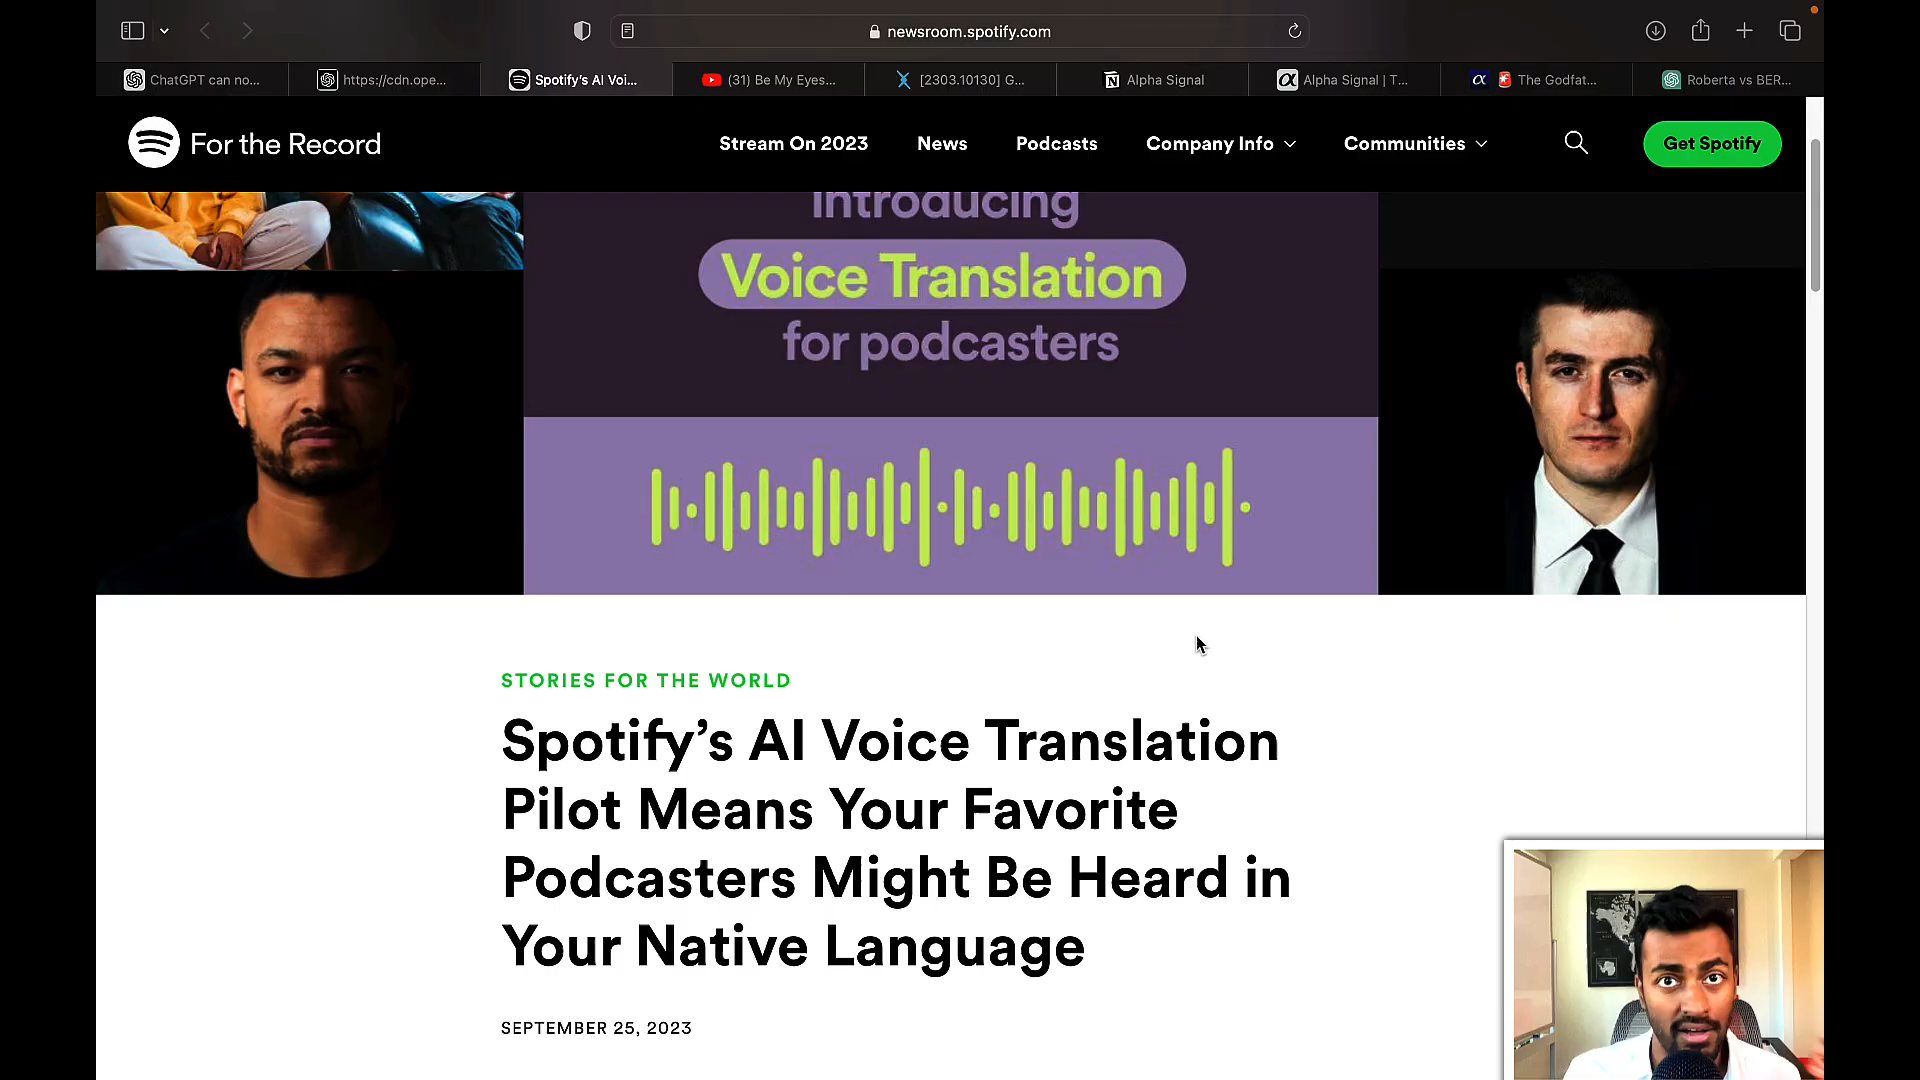 newsroom.spotify.com
ChatGPT can no...
https://cdn.ope...
Spotify's AI Voi...
(31) Be My Eyes...
[2303.10130] G...
Alpha Signal
Alpha Signal | T...
The Godfat...
Roberta vs BER...
For the Record
Stream On 2023
News
Podcasts
Company Info
Communities
Get Spotify
Introducing
Voice Translation
for podcasters
STORIES FOR THE WORLD
Spotify's AI Voice Translation
Pilot Means Your Favorite
Podcasters Might Be Heard in
Your Native Language
SEPTEMBER 25, 2023